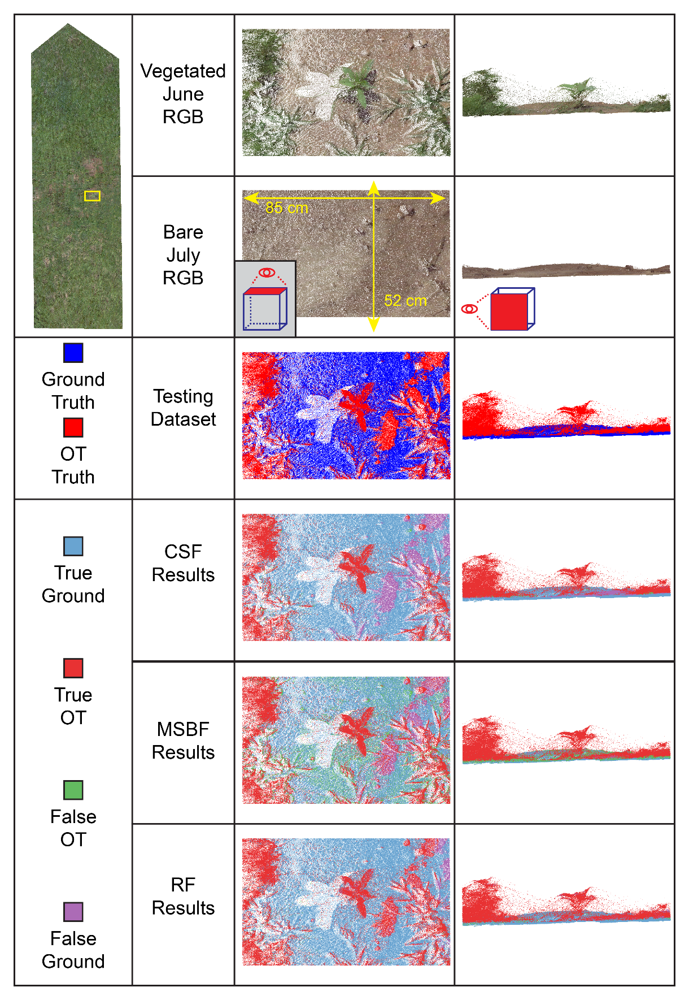 Vegetated
June
RGB
Bare
July
RGB
85 cm
52 cm
Ground
Truth
OT
Truth
Testing
Dataset
True
Ground
True
OT
False
OT
False
Ground
CSF
Results
MSBF
Results
RF
Results